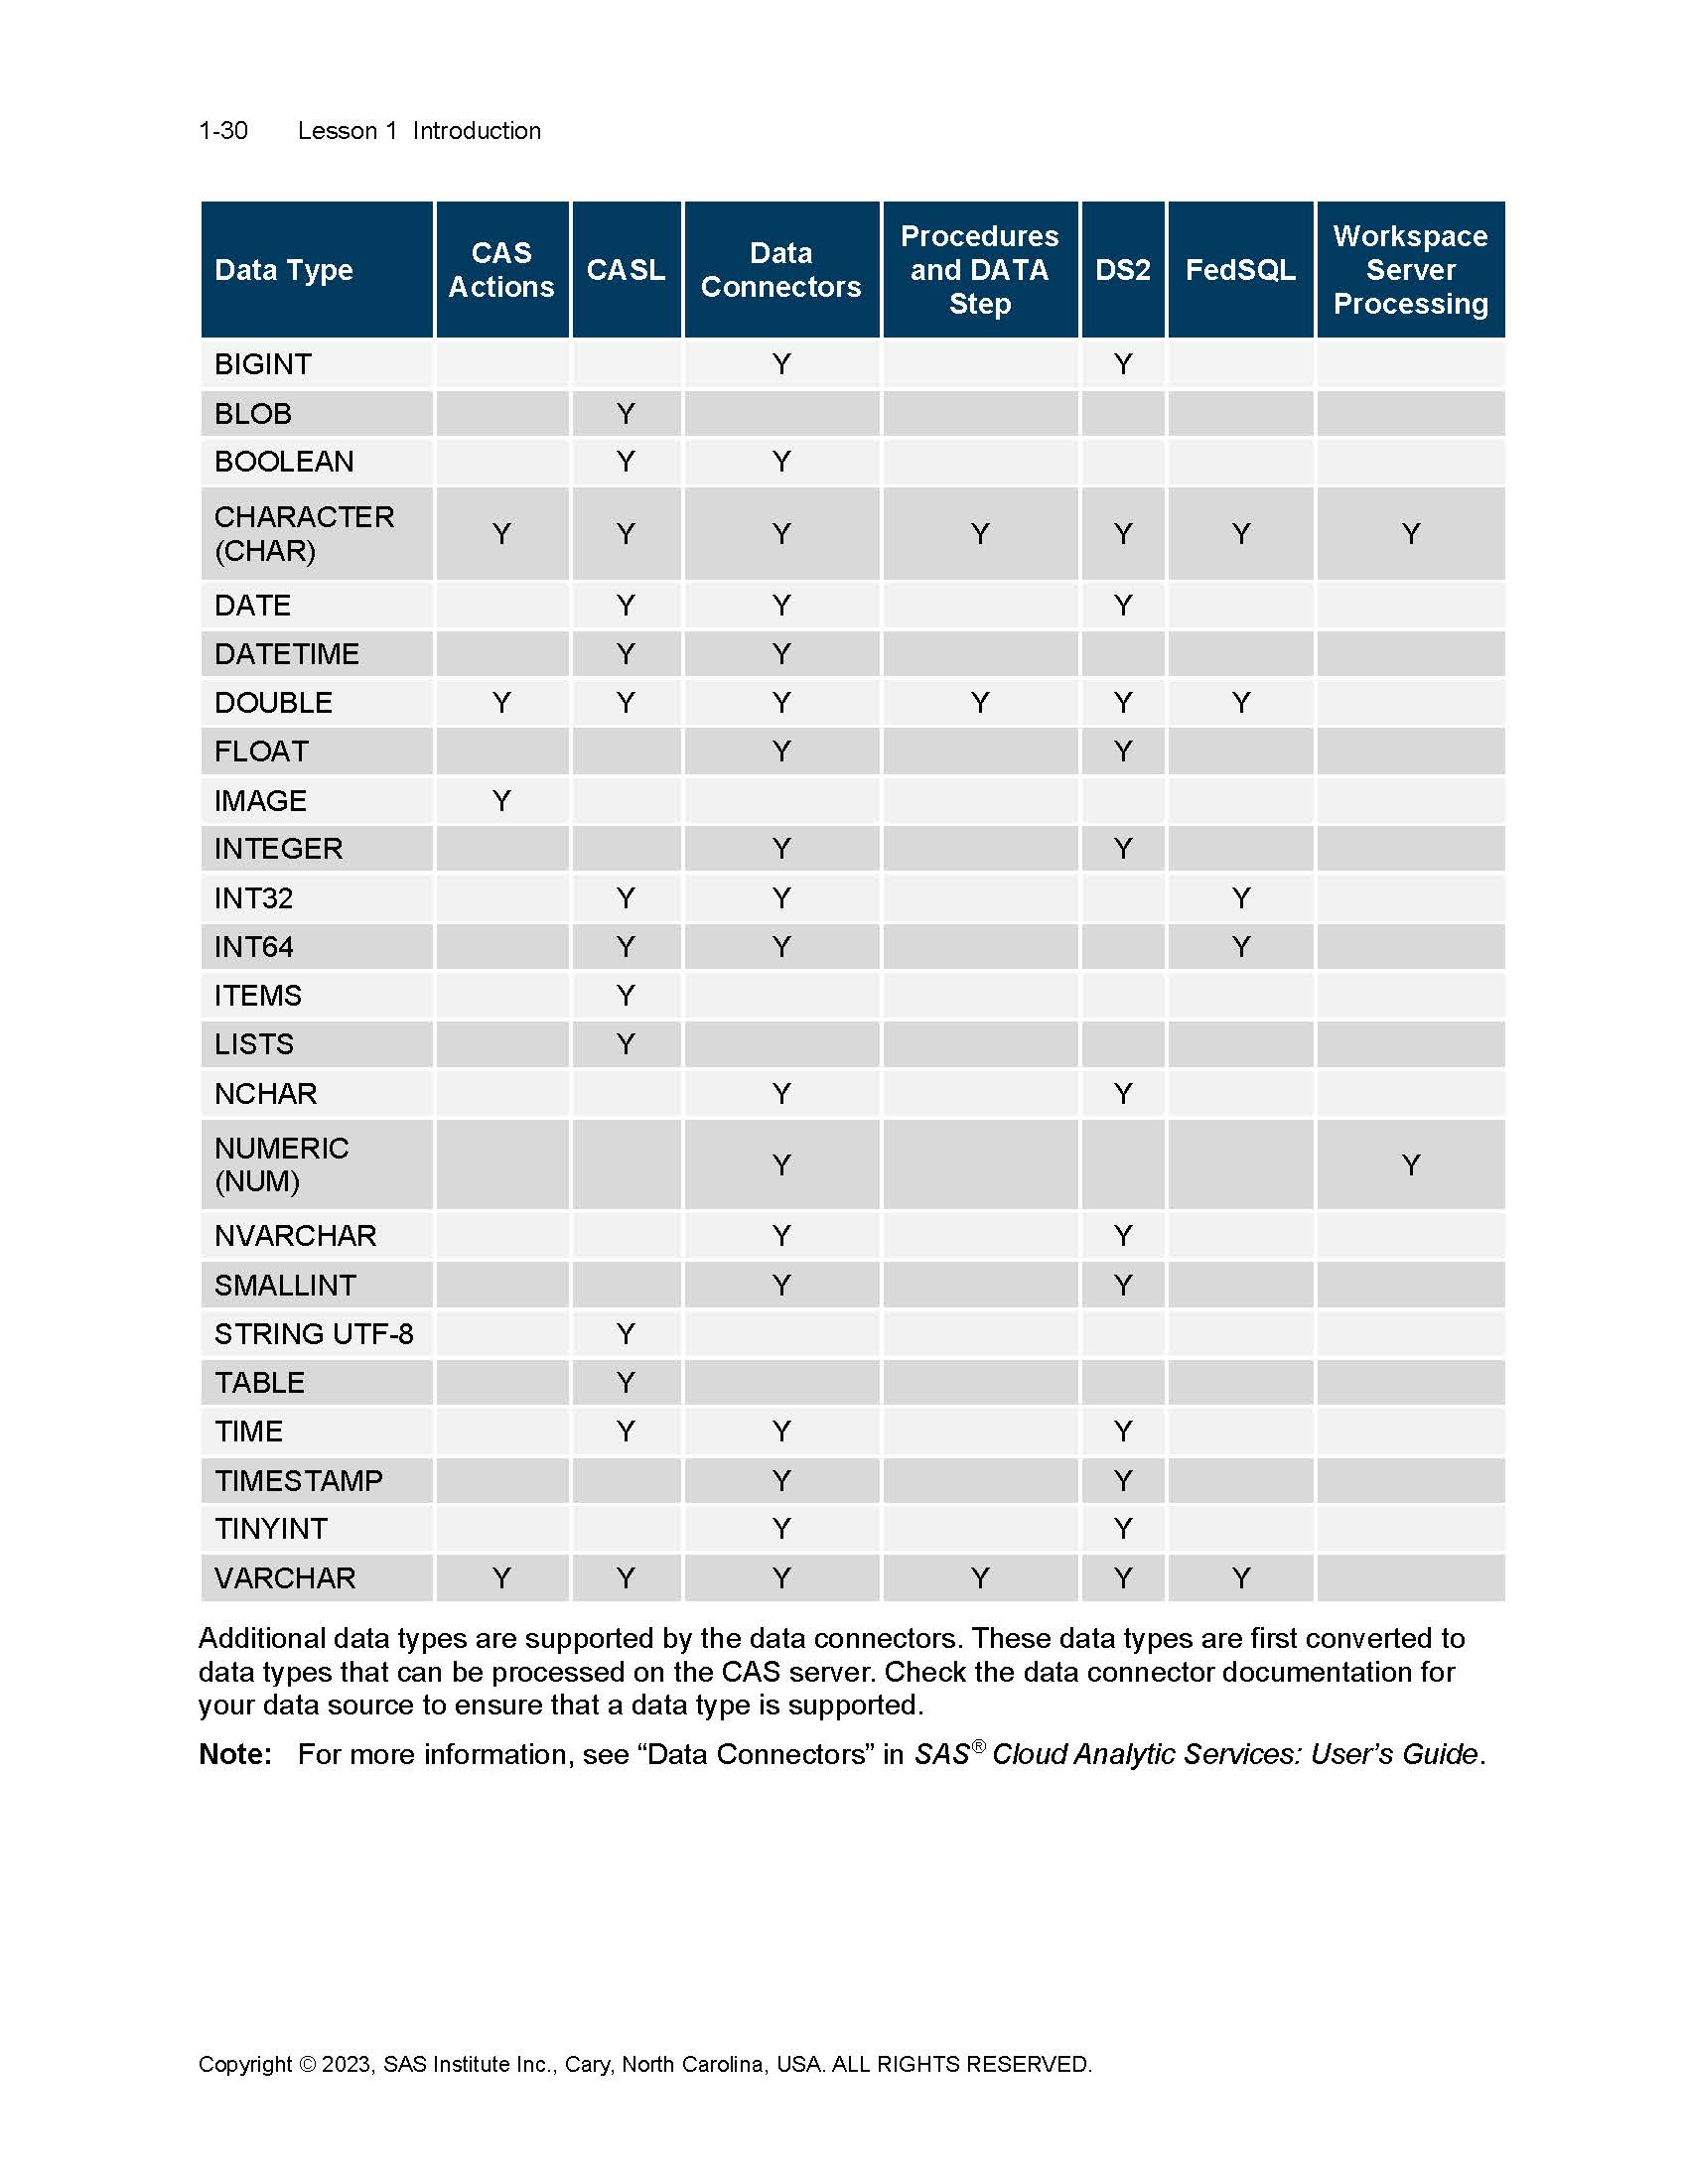 1-30 Lesson 1 Introduction
Data Type CAS Actions CASL Data Connectors Procedures and DATA Step DS2 FedSQL Workspace Server Processing
BIGINT Y Y
BLOB Y
BOOLEAN Y Y
CHARACTER (CHAR) Y Y Y Y Y Y Y
DATE Y Y Y
DATETIME Y Y
DOUBLE Y Y Y Y Y Y
FLOAT Y Y
IMAGE Y
INTEGER Y Y
INT32 Y Y Y
INT64 Y Y Y
ITEMS Y
LISTS Y
NCHAR Y Y
NUMERIC (NUM) Y Y
NVARCHAR Y Y
SMALLINT Y Y
STRING UTF-8 Y
TABLE Y
TIME Y Y Y
TIMESTAMP Y Y
TINYINT Y Y
VARCHAR Y Y Y Y Y Y
Additional data types are supported by the data connectors. These data types are first converted to
data types that can be processed on the CAS server. Check the data connector documentation for
your data source to ensure that a data type is supported.
Note: For more information, see “Data Connectors” in SAS® Cloud Analytic Services: User’s Guide.
Copyright © 2023, SAS Institute Inc., Cary, North Carolina, USA. ALL RIGHTS RESERVED.